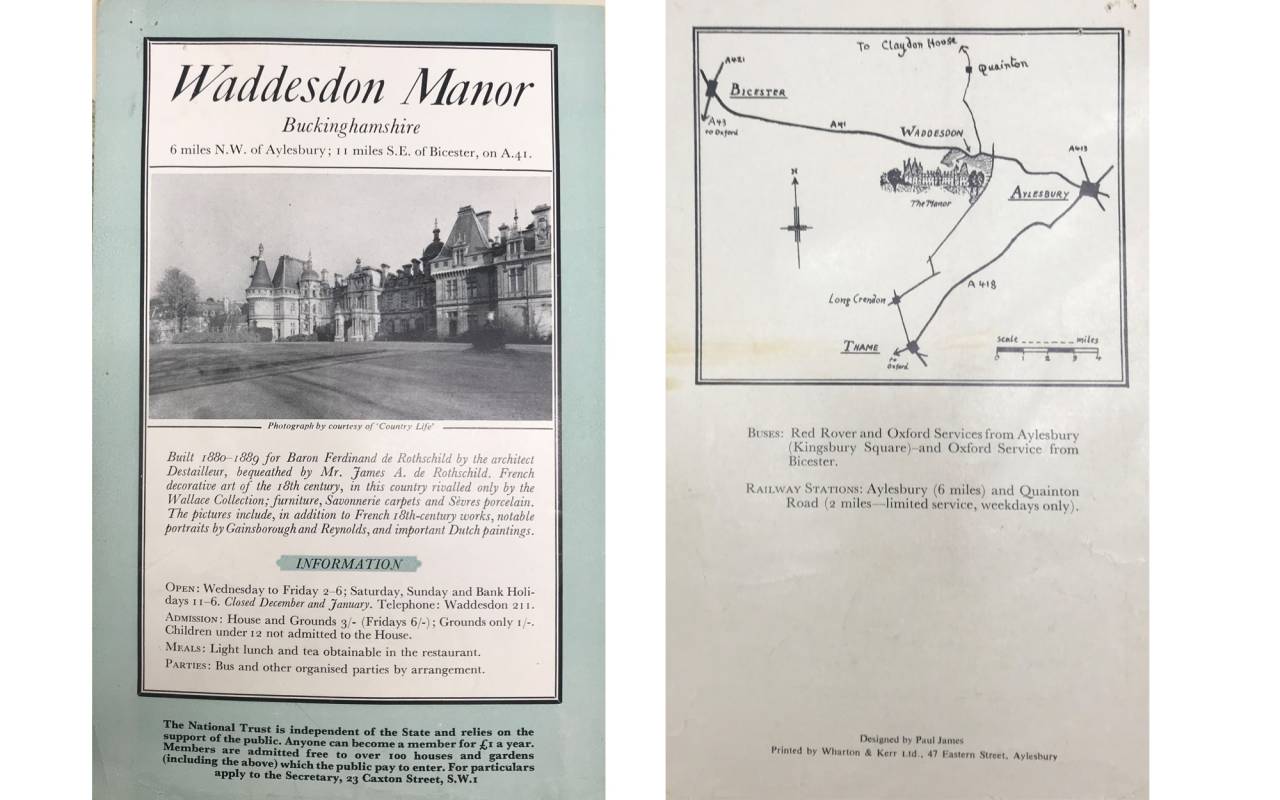 Waddesdon Manor
Buckinghamshire
6 miles N.W. of Aylesbury; 11 miles S.E. of Bicester, on A.41.
Photograph by courtesy of "Country Life"
Built 1880–1889 for Baron Ferdinand de Rothschild by the architect
Destailleur, bequeathed by Mr. James A. de Rothschild. French
decorative art of the 18th century, in this country rivalled only by the
Wallace Collection; furniture, Savonnerie carpets and Sèvres porcelain.
The pictures include, in addition to French 18th-century works, notable
portraits by Gainsborough and Reynolds, and important Dutch paintings.
INFORMATION
OPEN: Wednesday to Friday 2–6; Saturday, Sunday and Bank Holi-
days 11–6. Closed December and January. Telephone: Waddesdon 211.
ADMISSION: House and Grounds 3/- (Fridays 6/-); Grounds only 1/-.
Children under 12 not admitted to the House.
MEALS: Light lunch and tea obtainable in the restaurant.
PARTIES: Bus and other organised parties by arrangement.
The National Trust is independent of the State and relies on the
support of the public. Anyone can become a member for £1 a year.
Members are admitted free to over 100 houses and gardens
(including the above) which the public pay to enter. For particulars
apply to the Secretary, 23 Caxton Street, S.W.1
To Claydon House
Quainton
A421
BICESTER
A43
to Oxford
A41
WADDESDON
A413
N
AYLESBURY
The Manor
A 418
Long Crendon
THAME
to
Oxford
scale miles
0 1 2 3 4
BUSES: Red Rover and Oxford Services from Aylesbury
(Kingsbury Square)–and Oxford Service from
Bicester.
RAILWAY STATIONS: Aylesbury (6 miles) and Quainton
Road (2 miles—limited service, weekdays only).
Designed by Paul James
Printed by Wharton & Kerr Ltd., 47 Eastern Street, Aylesbury